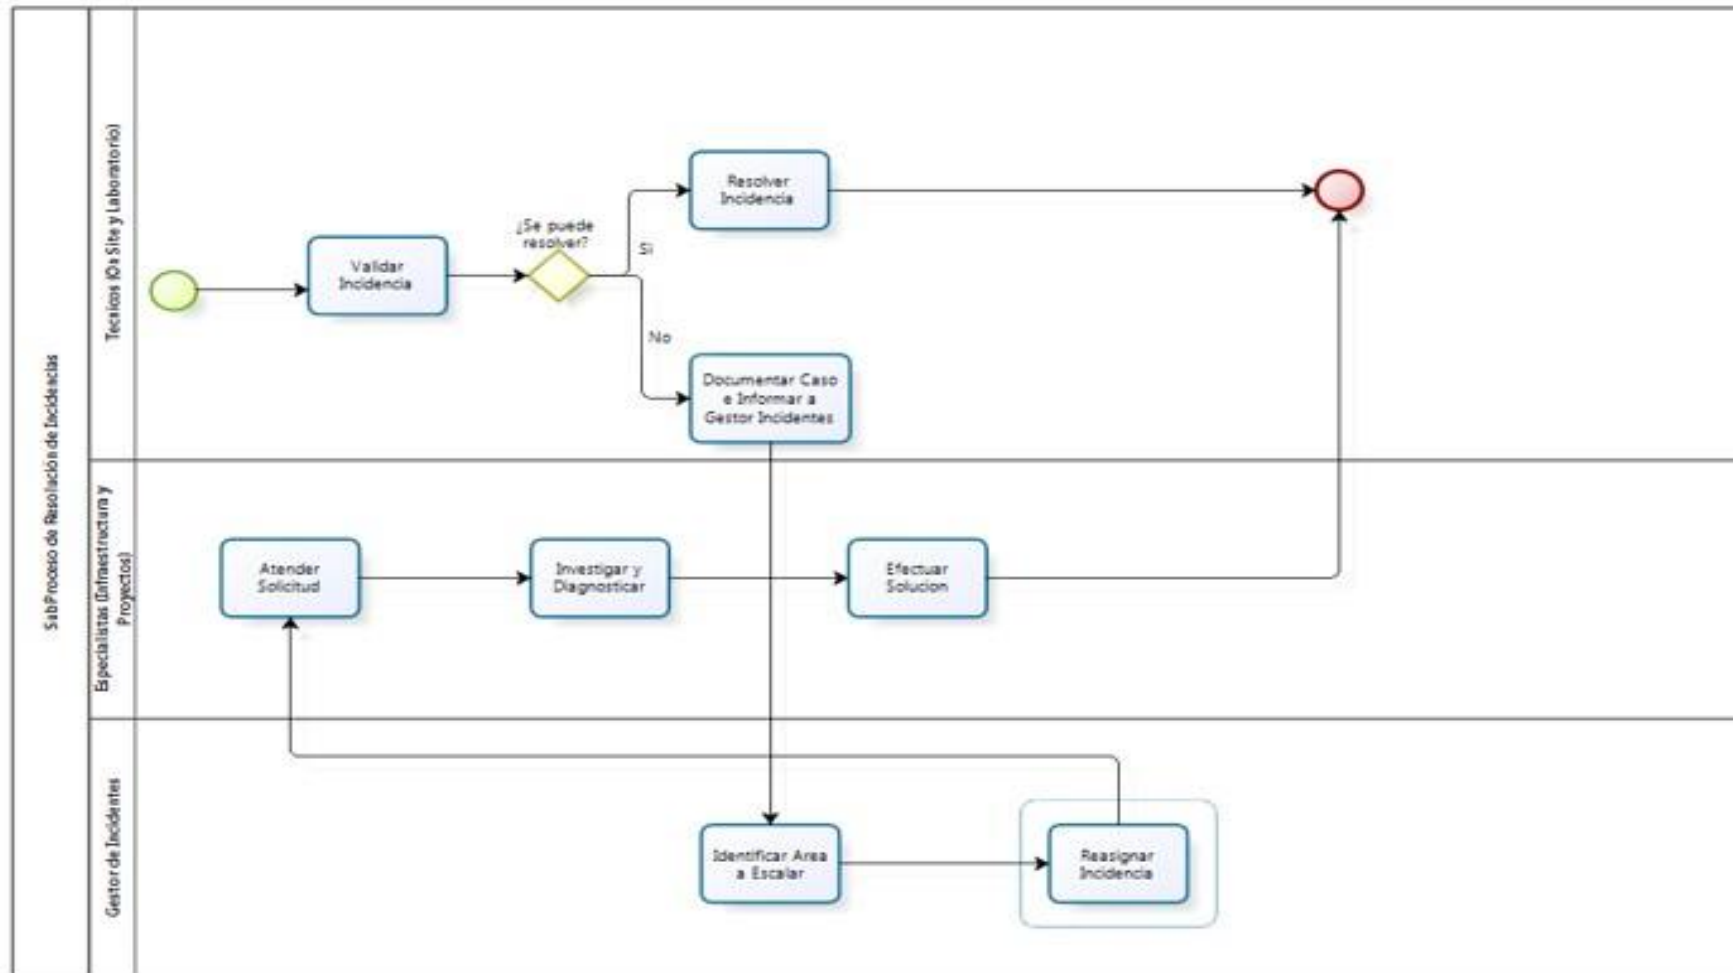 SubProceso de Resolución de Incidencias
Tecnicos (On Site y Laboratorio)
¿Se puede
resolver?
Si
No
Validar
Incidencia
Resolver
Incidencia
Documentar Caso
e Informar a
Gestor Incidentes
Especialistas (Infraestructura y
Proyectos)
Atender
Solicitud
Investigar y
Diagnosticar
Efectuar
Solucion
Gestor de Incidentes
Identificar Area
a Escalar
Reasignar
Incidencia